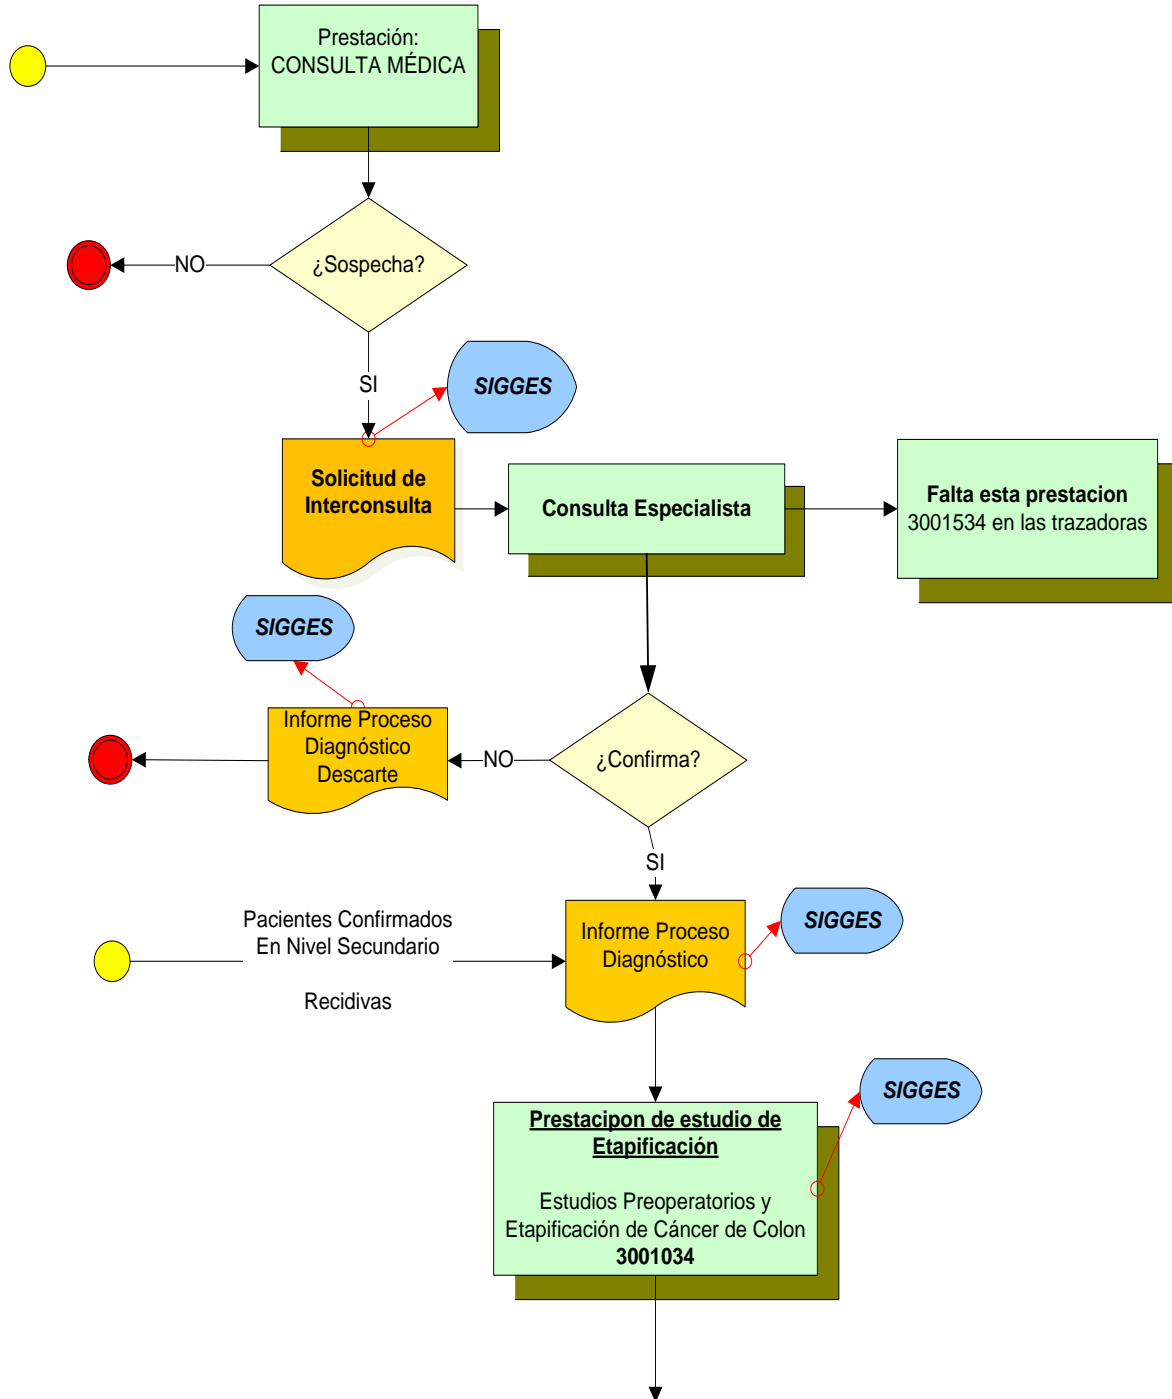 Prestación:
CONSULTA MÉDICA
¿Sospecha?
NO
SI
SIGGES
Solicitud de
Interconsulta
Consulta Especialista
Falta esta prestacion
3001534 en las trazadoras
SIGGES
Informe Proceso
Diagnóstico
Descarte
NO
¿Confirma?
SI
Pacientes Confirmados
En Nivel Secundario
Recidivas
Informe Proceso
Diagnóstico
SIGGES
SIGGES
Prestacipon de estudio de
Etapificación
Estudios Preoperatorios y
Etapificación de Cáncer de Colon
3001034